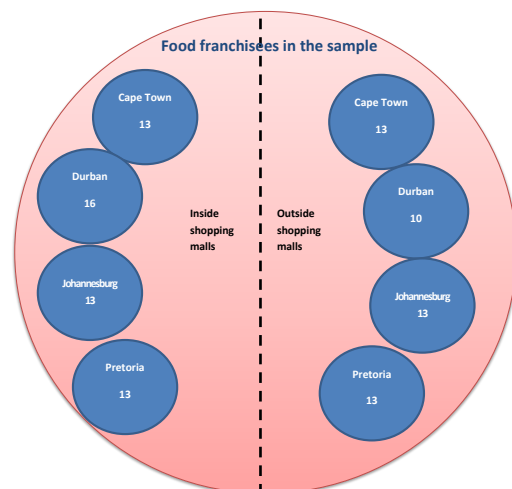 Food franchisees in the sample
Cape Town
13
Durban
16
Johannesburg
13
Pretoria
13
Inside
shopping
malls
Outside
shopping
malls
Cape Town
13
Durban
10
Johannesburg
13
Pretoria
13